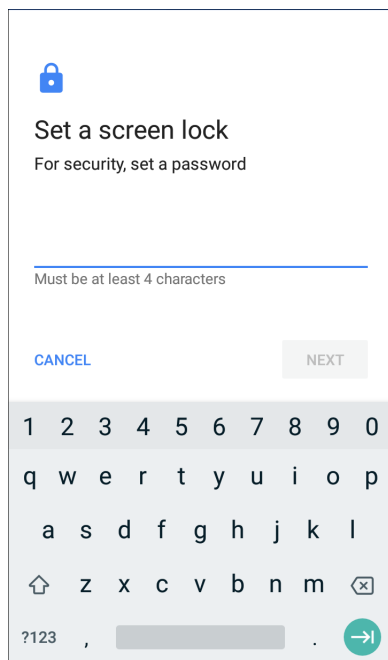 Set a screen lock
For security, set a password
Must be at least 4 characters
CANCEL NEXT
1 2 3 4 5 6 7 8 9 0
q w e r t y u i o p
a s d f g h j k l
z x c v b n m
?123 , .